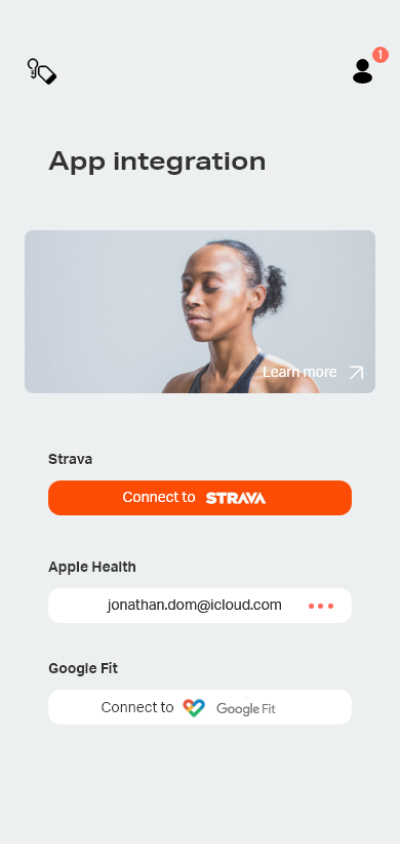 1
App integration
Learn more
Strava
Connect to STRAVA
Apple Health
jonathan.dom@icloud.com
Google Fit
Connect to Google Fit